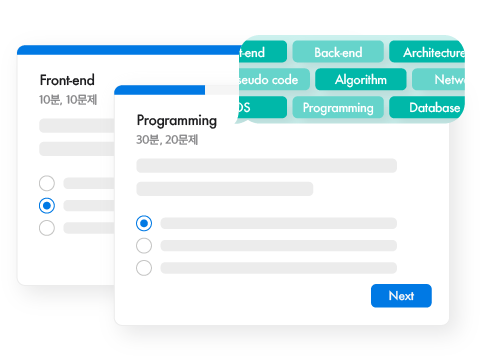 t-end Back-end Architecture
seudo code Algorithm Netw
OS Programming Database
Front-end
10분, 10문제
Programming
30분, 20문제
Next